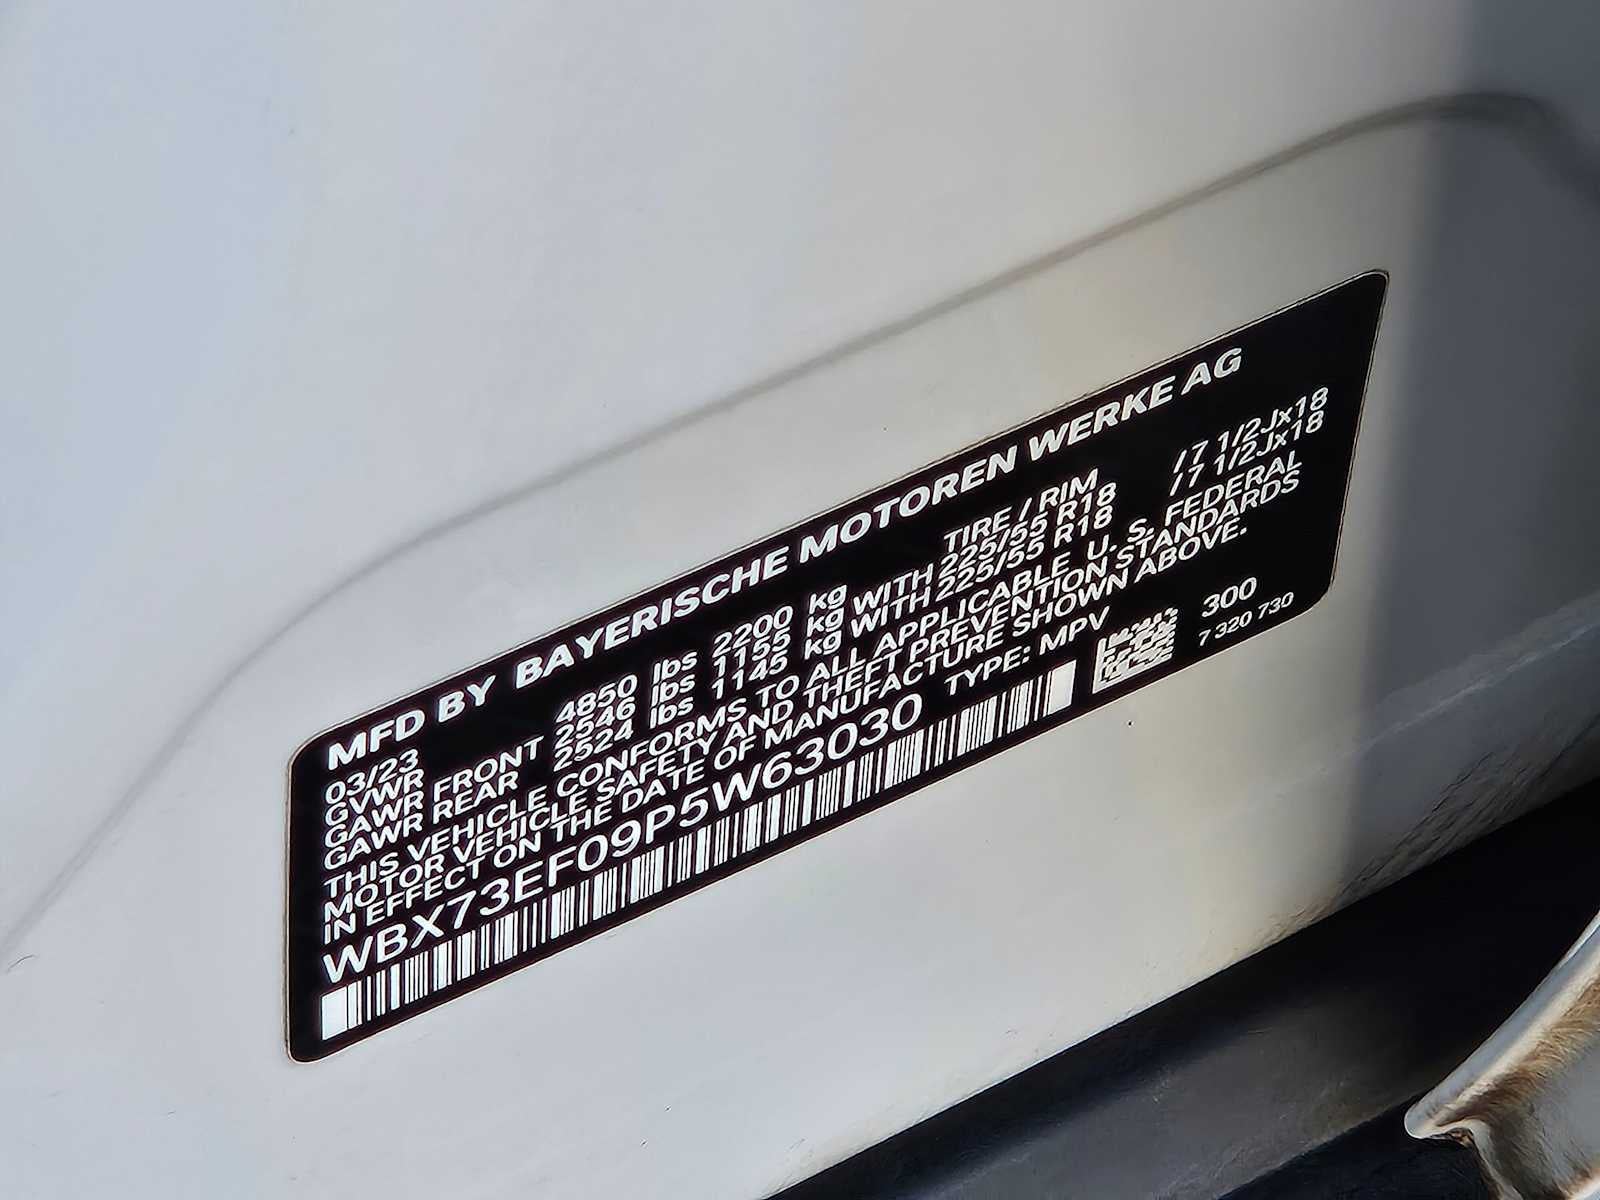 MFD BY BAYERISCHE MOTOREN WERKE AG
03/23 TIRE / RIM
GVWR 4850 lbs 2200 kg WITH 225/55 R18 / 7 1/2Jx18
GAWR FRONT 2546 lbs 1155 kg WITH 225/55 R18 / 7 1/2Jx18
GAWR REAR 2524 lbs 1145 kg
THIS VEHICLE CONFORMS TO ALL APPLICABLE U. S. FEDERAL
MOTOR VEHICLE SAFETY AND THEFT PREVENTION STANDARDS
IN EFFECT ON THE DATE OF MANUFACTURE SHOWN ABOVE.
WBX73EF09P5W63030 TYPE: MPV
300
7 320 730